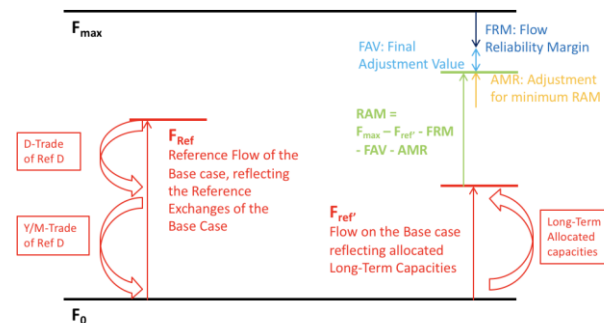 Fmax
FRM: Flow
Reliability Margin
FAV: Final
Adjustment Value
AMR: Adjustment
for minimum RAM
RAM =
Fmax – Fref' - FRM
- FAV - AMR
D-Trade
of Ref D
FRef
Reference Flow of the
Base case, reflecting
the Reference
Exchanges of the
Base Case
Y/M-Trade
of Ref D
Fref'
Flow on the Base case
reflecting allocated
Long-Term Capacities
Long-Term
Allocated
capacities
F0